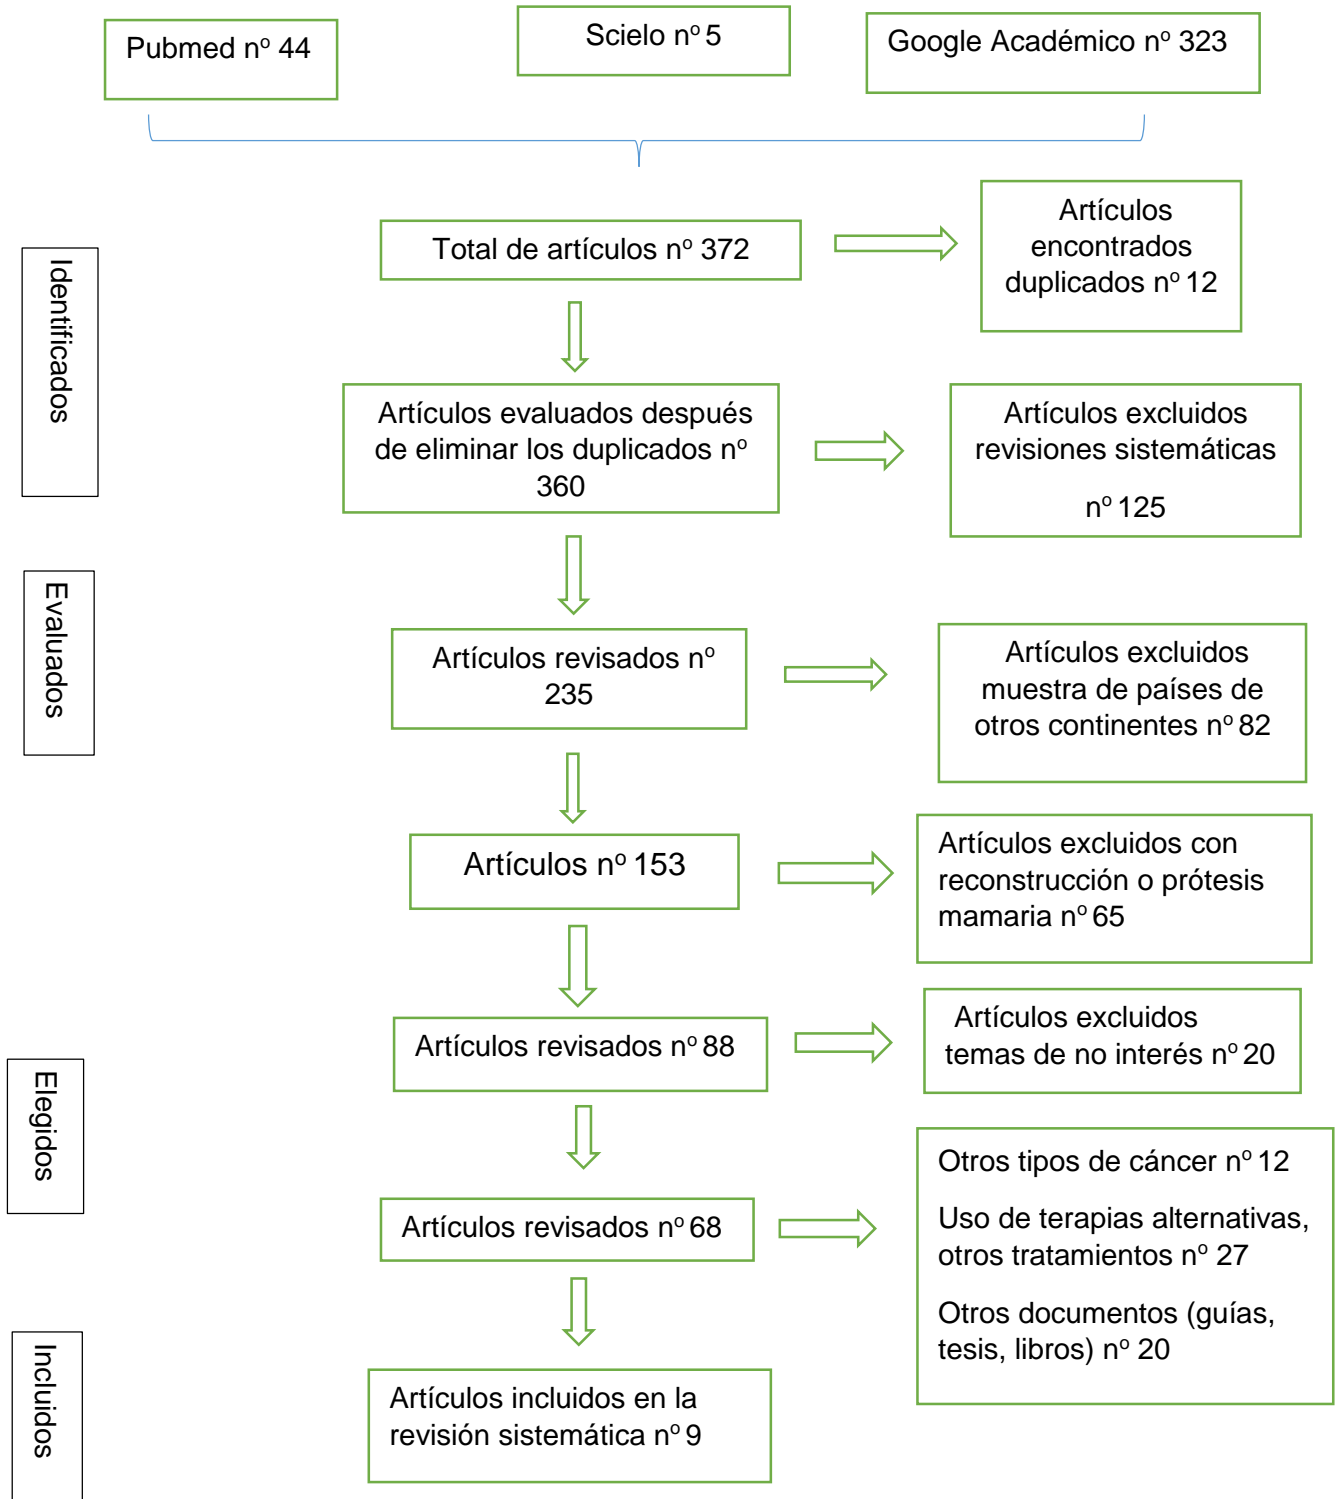 Pubmed nº 44
Scielo nº 5
Google Académico nº 323
Identificados
Total de artículos nº 372
Artículos
encontrados
duplicados nº 12
Artículos evaluados después
de eliminar los duplicados nº
360
Artículos excluidos
revisiones sistemáticas
nº 125
Evaluados
Artículos revisados nº
235
Artículos excluidos
muestra de países de
otros continentes nº 82
Artículos nº 153
Artículos excluidos con
reconstrucción o prótesis
mamaria nº 65
Elegidos
Artículos revisados nº 88
Artículos excluidos
temas de no interés nº 20
Artículos revisados nº 68
Otros tipos de cáncer nº 12
Uso de terapias alternativas,
otros tratamientos nº 27
Otros documentos (guías,
tesis, libros) nº 20
Incluidos
Artículos incluidos en la
revisión sistemática nº 9